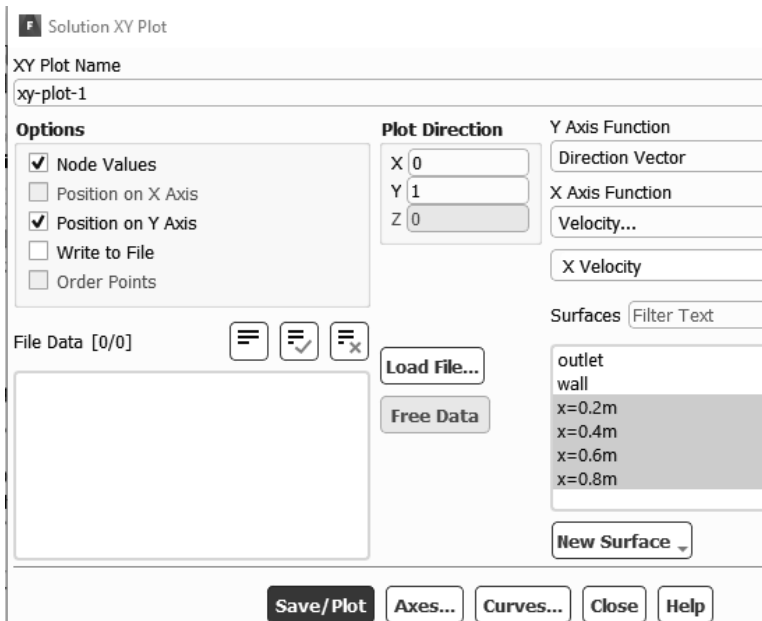 F Solution XY Plot
XY Plot Name
xy-plot-1
Options
Node Values
Position on X Axis
Position on Y Axis
Write to File
Order Points
Plot Direction
X 0
Y 1
Z 0
Y Axis Function
Direction Vector
X Axis Function
Velocity...
X Velocity
File Data [0/0]
Load File...
Free Data
Surfaces Filter Text
outlet
wall
x=0.2m
x=0.4m
x=0.6m
x=0.8m
New Surface
Save/Plot Axes... Curves... Close Help